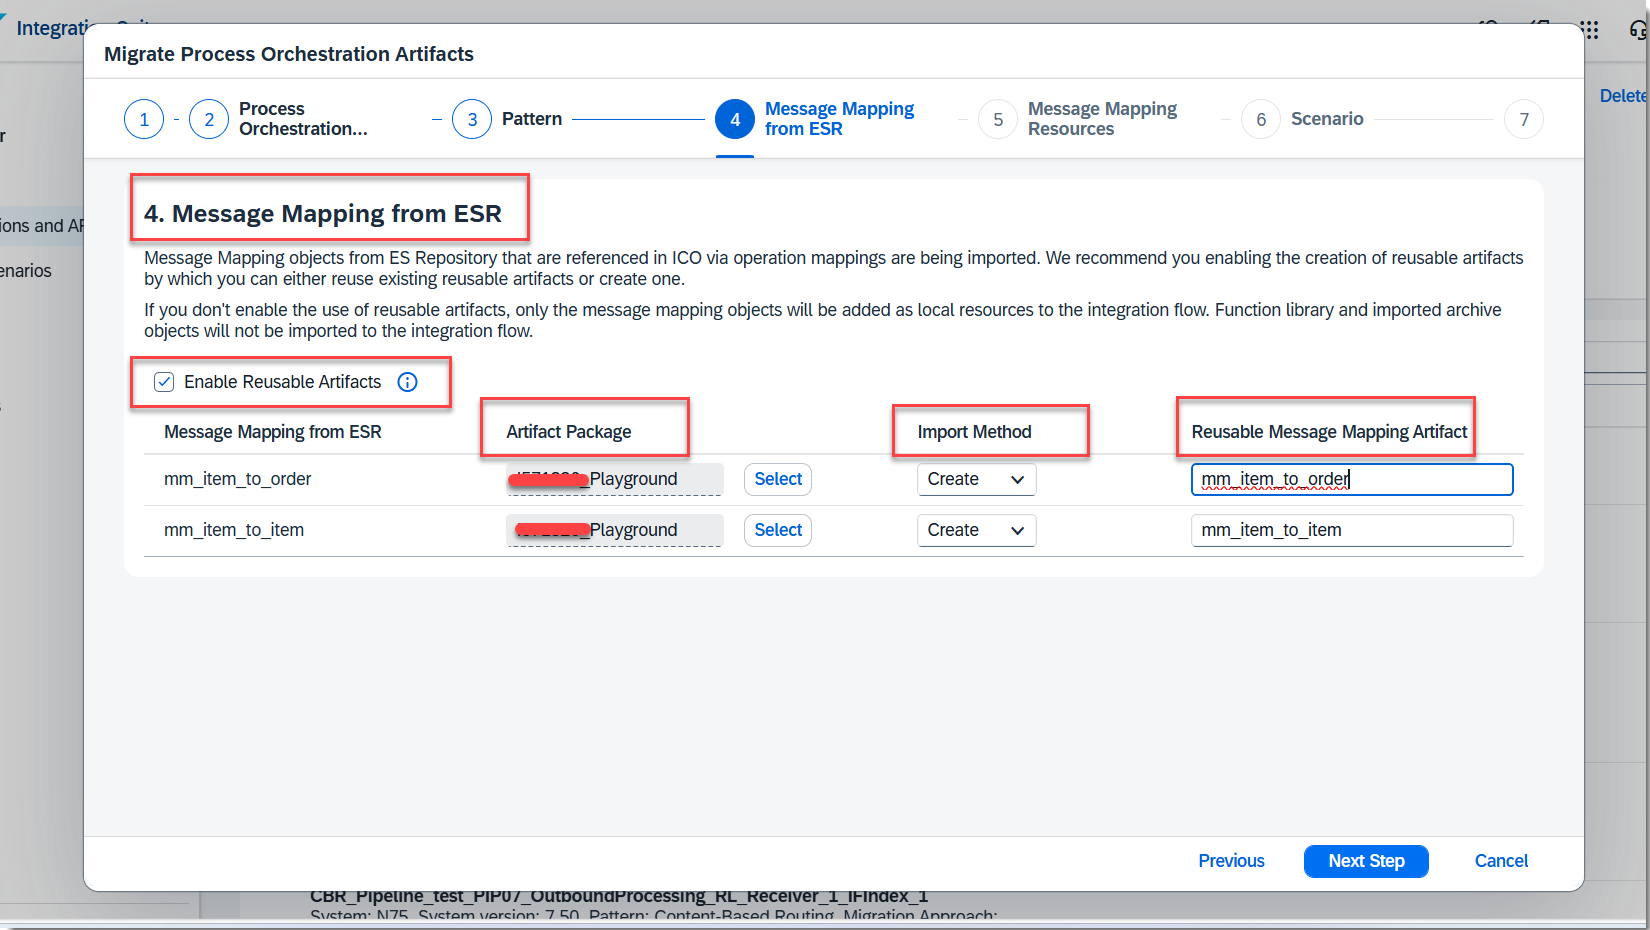 Integrati
Migrate Process Orchestration Artifacts
Delete
1
2
Process
Orchestration...
3
Pattern
4
Message Mapping
from ESR
5
Message Mapping
Resources
6
Scenario
7
r
ions and AP
enarios
4. Message Mapping from ESR
Message Mapping objects from ES Repository that are referenced in ICO via operation mappings are being imported. We recommend you enabling the creation of reusable artifacts
by which you can either reuse existing reusable artifacts or create one.
If you don't enable the use of reusable artifacts, only the message mapping objects will be added as local resources to the integration flow. Function library and imported archive
objects will not be imported to the integration flow.
Enable Reusable Artifacts
Message Mapping from ESR Artifact Package Import Method Reusable Message Mapping Artifact
mm_item_to_order _Playground Select Create mm_item_to_order
mm_item_to_item _Playground Select Create mm_item_to_item
Previous Next Step Cancel
CBR_Pipeline_test_PIP07_OutboundProcessing_RL_Receiver_1_IFIndex_1
System: N75, System version: 7.50, Pattern: Content-Based Routing, Migration Approach: